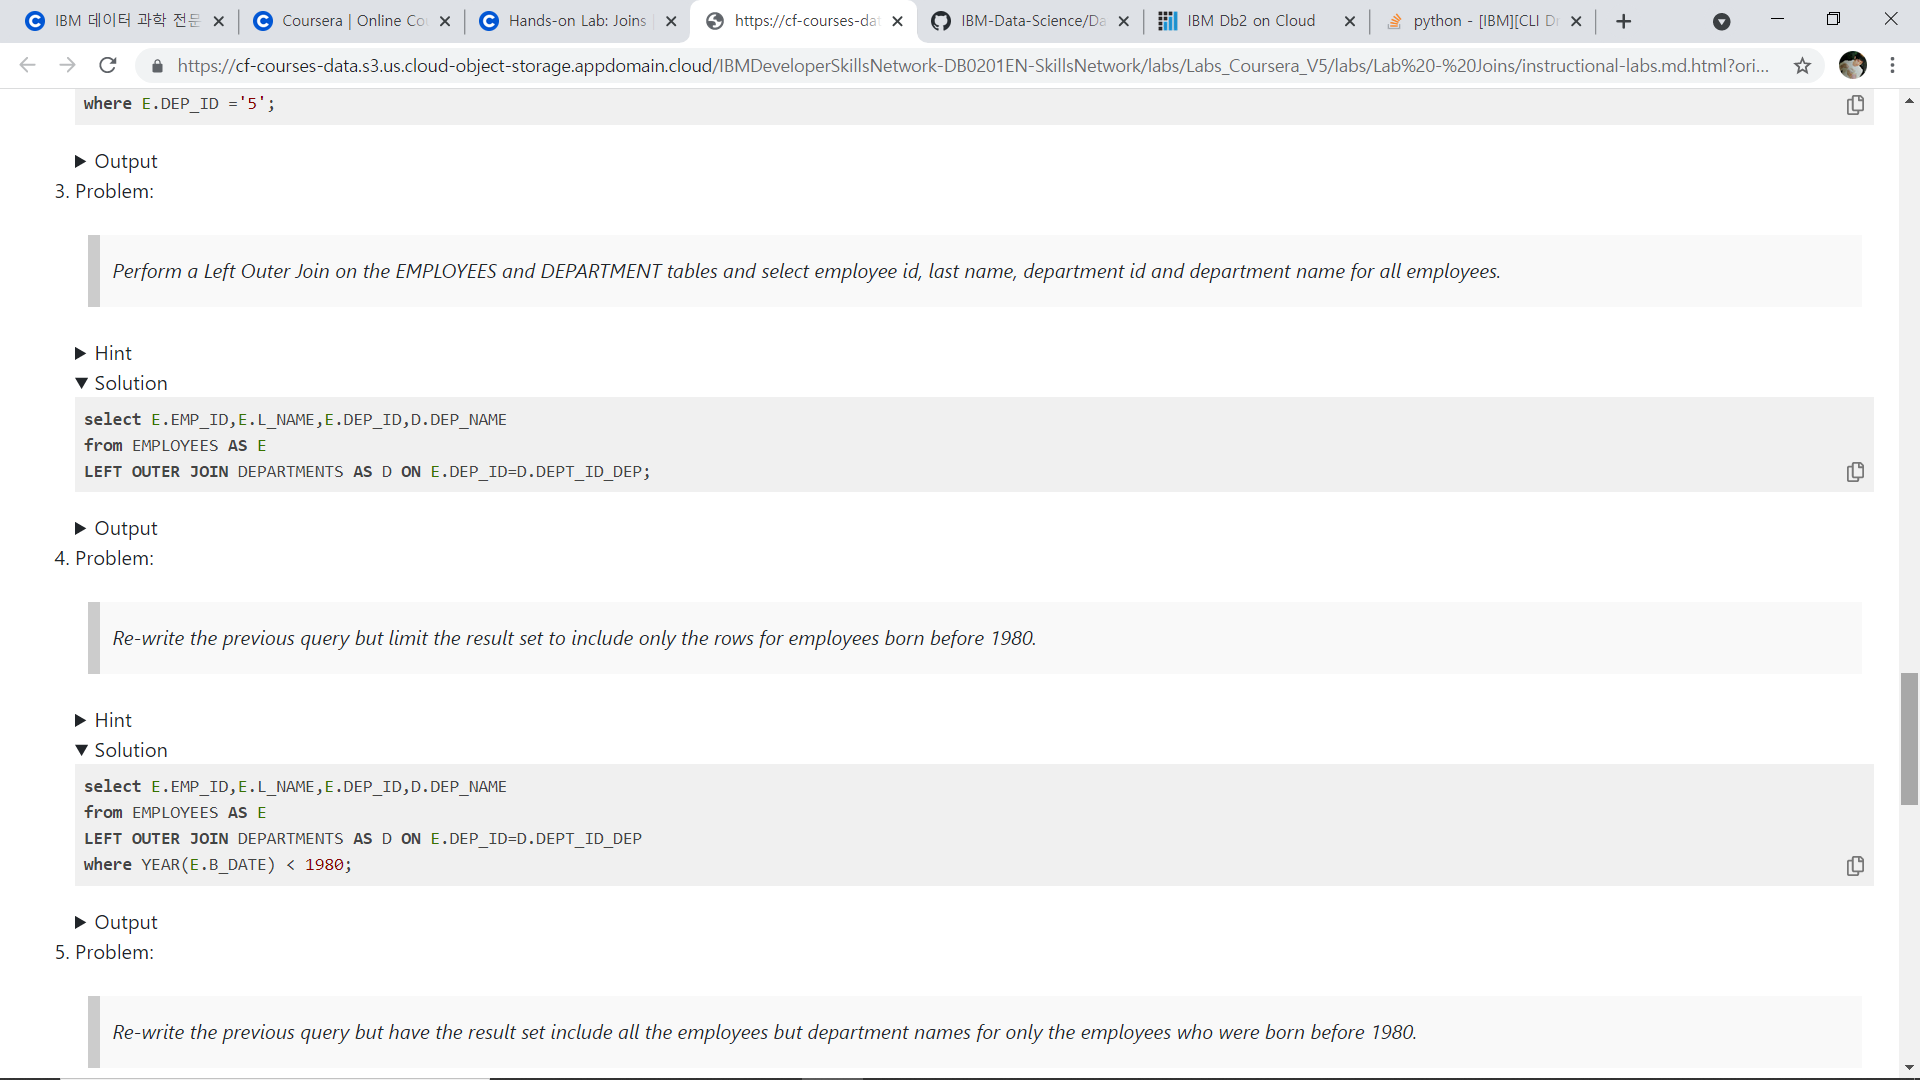 IBM 데이터 과학 전문
Coursera | Online Co
Hands-on Lab: Joins
https://cf-courses-dat
IBM-Data-Science/Da
IBM Db2 on Cloud
python - [IBM][CLI Dr
https://cf-courses-data.s3.us.cloud-object-storage.appdomain.cloud/IBMDeveloperSkillsNetwork-DB0201EN-SkillsNetwork/labs/Labs_Coursera_V5/labs/Lab%20-%20Joins/instructional-labs.md.html?ori...
where E.DEP_ID ='5';
Output
3. Problem:
Perform a Left Outer Join on the EMPLOYEES and DEPARTMENT tables and select employee id, last name, department id and department name for all employees.
Hint
Solution
select E.EMP_ID,E.L_NAME,E.DEP_ID,D.DEP_NAME
from EMPLOYEES AS E
LEFT OUTER JOIN DEPARTMENTS AS D ON E.DEP_ID=D.DEPT_ID_DEP;
Output
4. Problem:
Re-write the previous query but limit the result set to include only the rows for employees born before 1980.
Hint
Solution
select E.EMP_ID,E.L_NAME,E.DEP_ID,D.DEP_NAME
from EMPLOYEES AS E
LEFT OUTER JOIN DEPARTMENTS AS D ON E.DEP_ID=D.DEPT_ID_DEP
where YEAR(E.B_DATE) < 1980;
Output
5. Problem:
Re-write the previous query but have the result set include all the employees but department names for only the employees who were born before 1980.